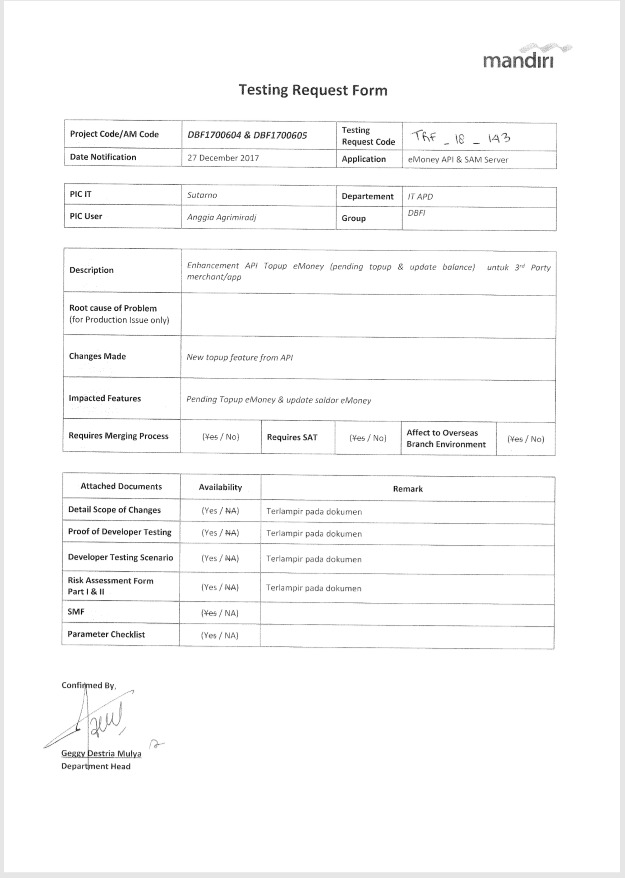 mandiri
Testing Request Form
Project Code/AM Code DBF1700604 & DBF1700605 Testing Request Code TRF _ 18 _ 143
Date Notification 27 December 2017 Application eMoney API & SAM Server
PIC IT Sutarno Departement IT APD
PIC User Anggia Agrimiradj Group DBFI
Description Enhancement API Topup eMoney (pending topup & update balance) untuk 3rd Party
merchant/app
Root cause of Problem
(for Production Issue only)
Changes Made New topup feature from API
Impacted Features Pending Topup eMoney & update saldar eMoney
Requires Merging Process (Yes / No) Requires SAT (Yes / No) Affect to Overseas Branch Environment (Yes / No)
Attached Documents Availability Remark
Detail Scope of Changes (Yes / NA) Terlampir pada dokumen
Proof of Developer Testing (Yes / NA) Terlampir pada dokumen
Developer Testing Scenario (Yes / NA) Terlampir pada dokumen
Risk Assessment Form
Part I & II (Yes / NA) Terlampir pada dokumen
SMF (Yes / NA)
Parameter Checklist (Yes / NA)
Confirmed By,
Geggy Destria Mulya
Department Head